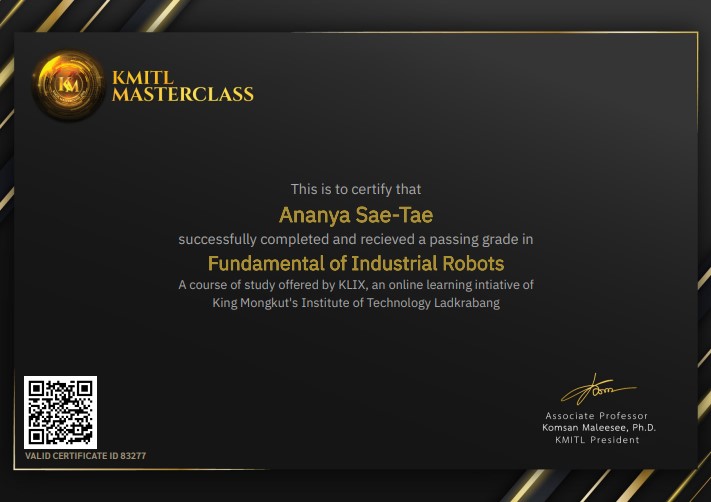 KM
KMITL
MASTERCLASS
This is to certify that
Ananya Sae-Tae
successfully completed and recieved a passing grade in
Fundamental of Industrial Robots
A course of study offered by KLIX, an online learning intiative of
King Mongkut's Institute of Technology Ladkrabang
Associate Professor
Komsan Maleesee, Ph.D.
KMITL President
VALID CERTIFICATE ID 83277